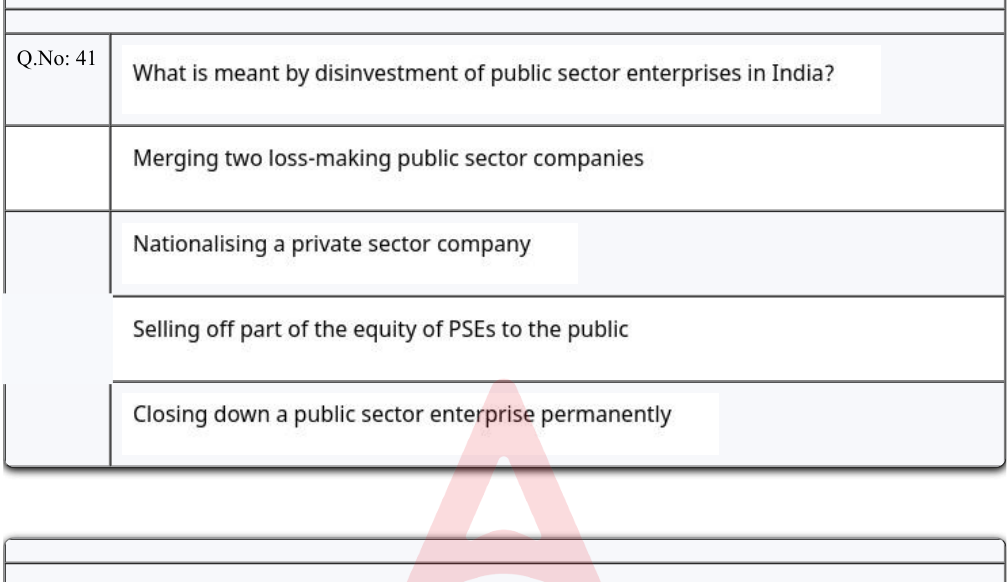 Q.No: 41
What is meant by disinvestment of public sector enterprises in India?
Merging two loss-making public sector companies
Nationalising a private sector company
Selling off part of the equity of PSEs to the public
Closing down a public sector enterprise permanently